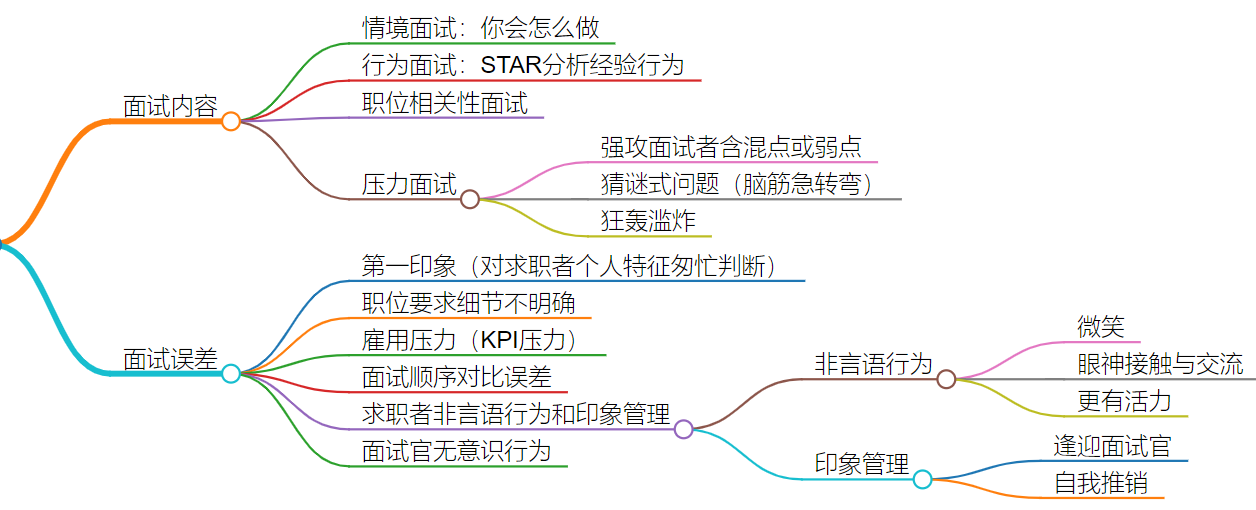 面试内容
情境面试：你会怎么做
行为面试：STAR分析经验行为
职位相关性面试
压力面试
强攻面试者含混点或弱点
猜谜式问题（脑筋急转弯）
狂轰滥炸
面试误差
第一印象（对求职者个人特征匆忙判断）
职位要求细节不明确
雇用压力（KPI压力）
面试顺序对比误差
求职者非言语行为和印象管理
非言语行为
微笑
眼神接触与交流
更有活力
印象管理
逢迎面试官
自我推销
面试官无意识行为